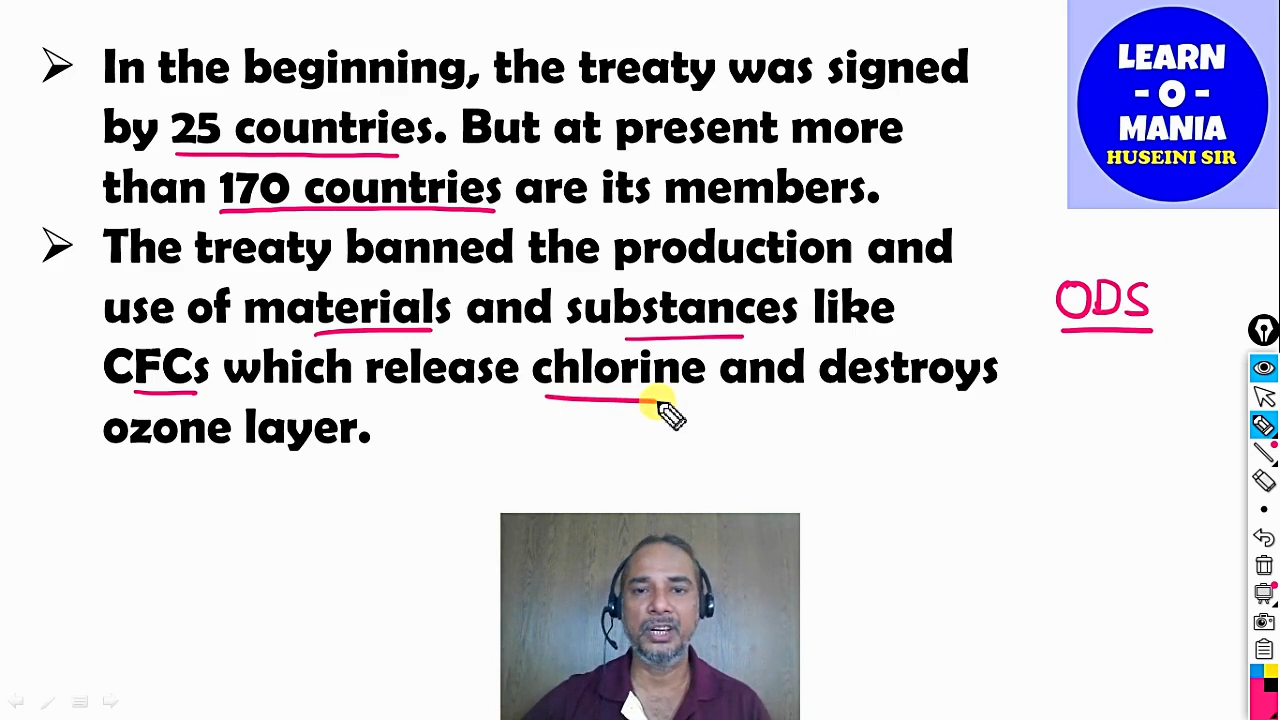 In the beginning, the treaty was signed
by 25 countries. But at present more
than 170 countries are its members.
The treaty banned the production and
use of materials and substances like
CFCs which release chlorine and destroys
ozone layer.
LEARN
- O -
MANIA
HUSEINI SIR
ODS